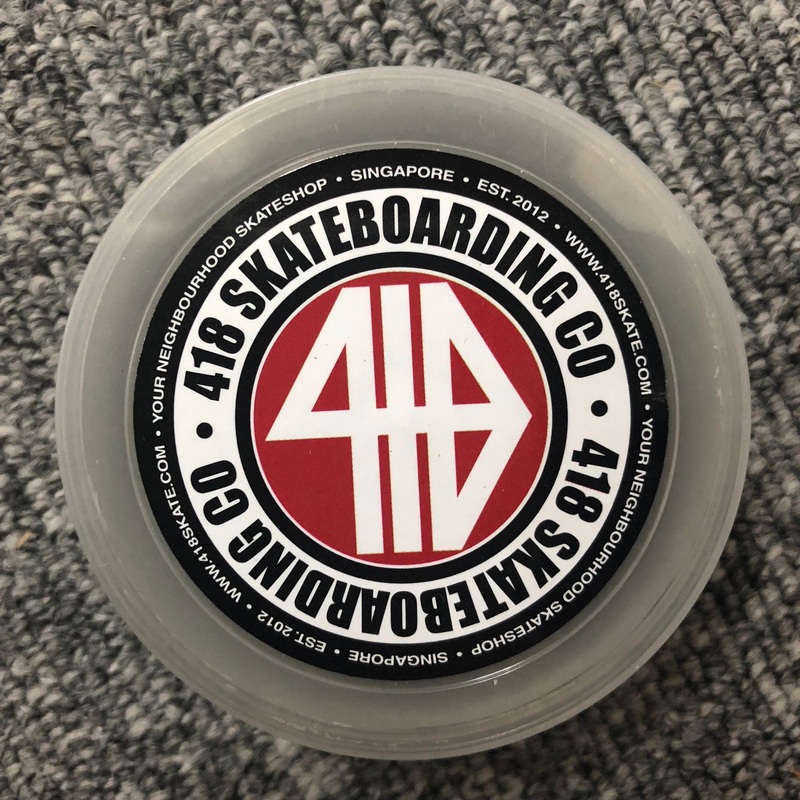 YOUR NEIGHBOURHOOD SKATESHOP • SINGAPORE • EST. 2012 • WWW.418SKATE.COM •
YOUR NEIGHBOURHOOD SKATESHOP • SINGAPORE • EST. 2012 • WWW.418SKATE.COM •
418 SKATEBOARDING CO •
418 SKATEBOARDING CO •
418